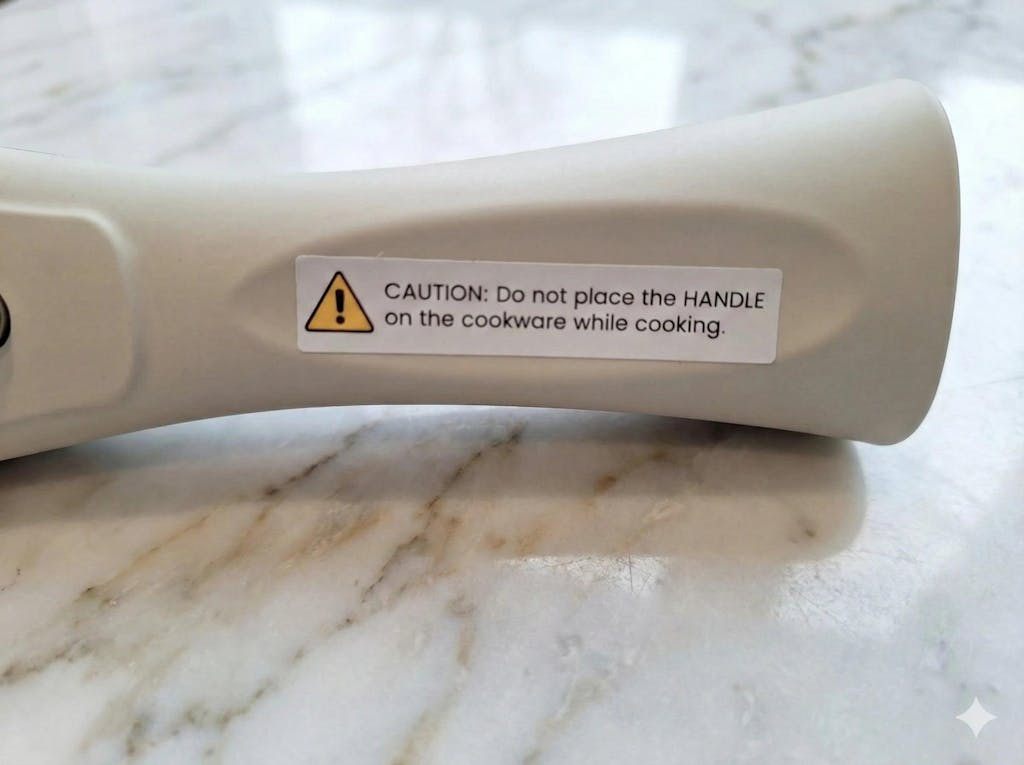 CAUTION: Do not place the HANDLE
on the cookware while cooking.